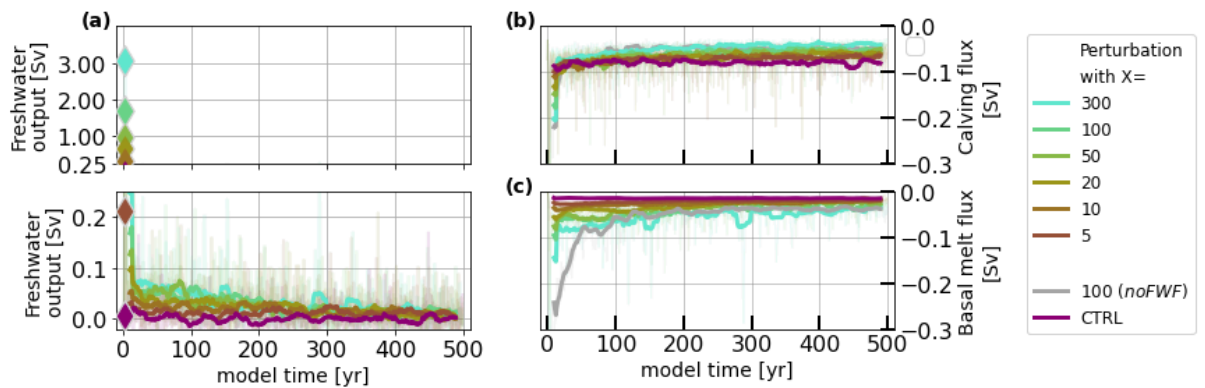 (a)
Freshwater
output [Sv]
3.00
2.00
1.00
0.25
Freshwater
output [Sv]
0.2
0.1
0.0
0
100
200
300
400
500
model time [yr]
(b)
0.0
−0.1
−0.2
−0.3
Calving flux
[Sv]
(c)
0.0
−0.1
−0.2
−0.3
Basal melt flux
[Sv]
0
100
200
300
400
500
model time [yr]
Perturbation
with X=
300
100
50
20
10
5
100 (noFWF)
CTRL